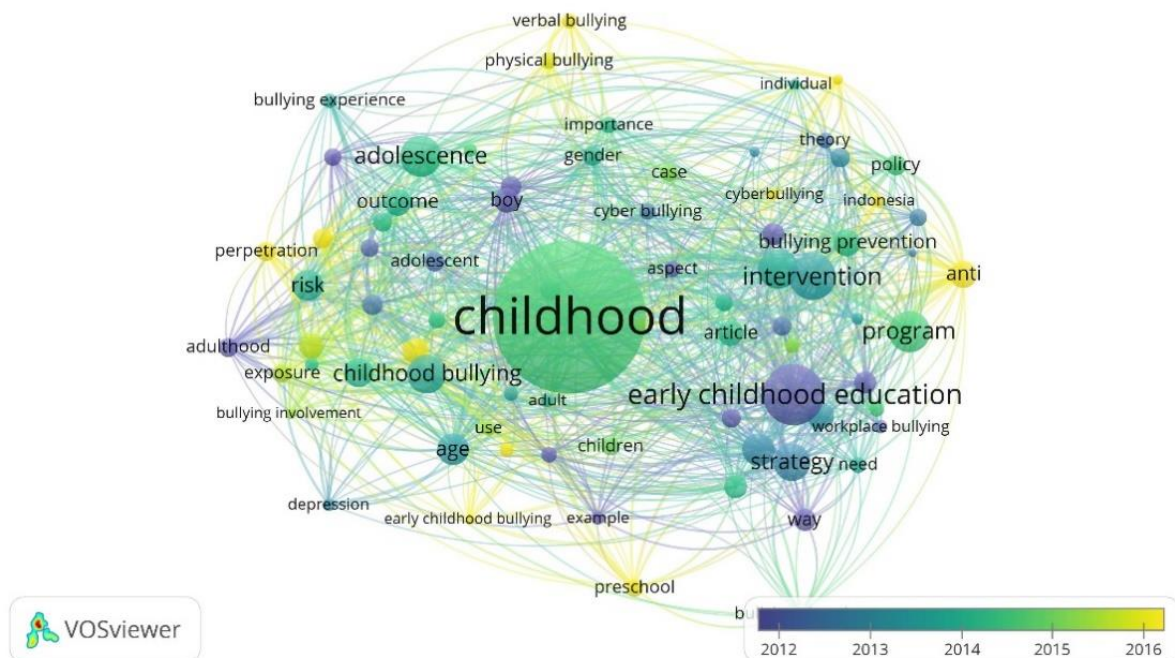 verbal bullying
physical bullying
individual
bullying experience
importance
theory
adolescence
gender
policy
case
outcome
boy
cyberbullying
indonesia
cyber bullying
perpetration
bullying prevention
adolescent
aspect
intervention
anti
risk
childhood
article
program
adulthood
exposure
childhood bullying
early childhood education
adult
bullying involvement
use
workplace bullying
age
children
strategy
need
depression
early childhood bullying
example
way
preschool
VOSviewer
2012 2013 2014 2015 2016